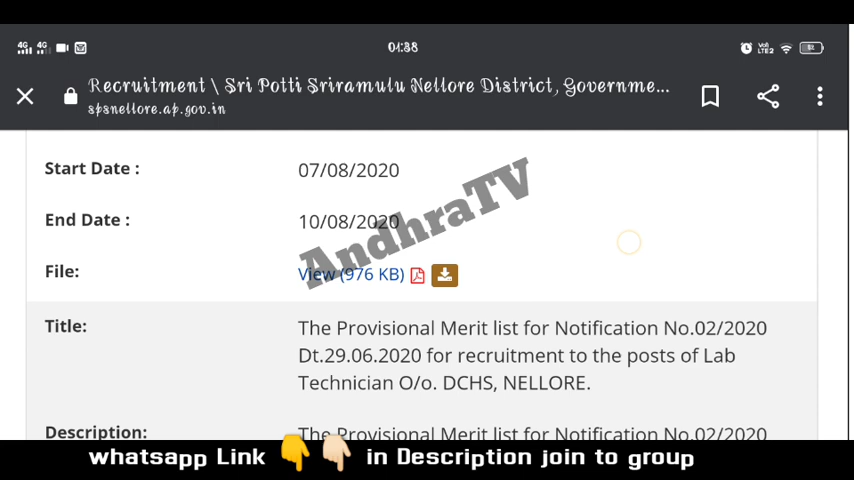 4G 4G
01:38
Recruitment \ Sri Potti Sriramulu Nellore District, Governme...
spsnellore.ap.gov.in
Start Date :
07/08/2020
End Date :
10/08/2020
AndhraTV
File:
View (976 KB)
Title:
The Provisional Merit list for Notification No.02/2020
Dt.29.06.2020 for recruitment to the posts of Lab
Technician O/o. DCHS, NELLORE.
Description:
The Provisional Merit list for Notification No.02/2020
whatsapp Link 👇 👇🏻 in Description join to group